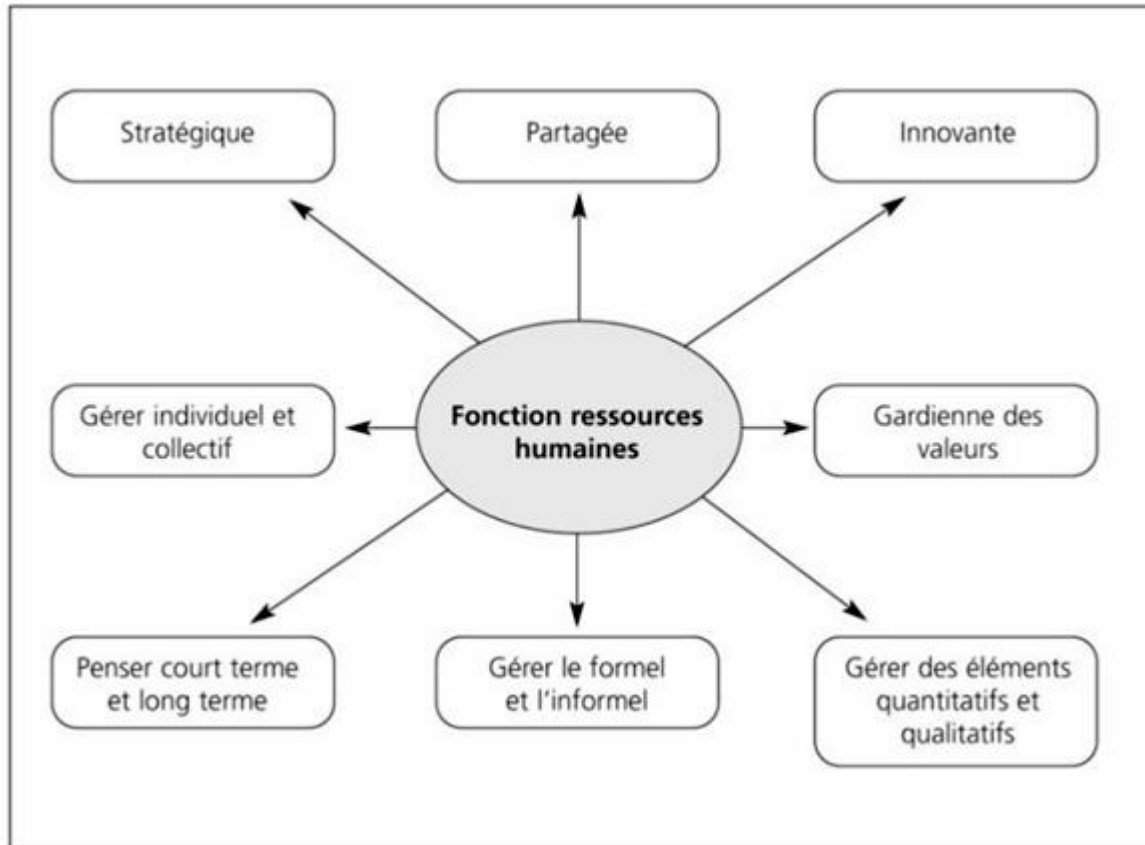 Stratégique
Partagée
Innovante
Gérer individuel et
collectif
Fonction ressources
humaines
Gardienne des
valeurs
Penser court terme
et long terme
Gérer le formel
et l'informel
Gérer des éléments
quantitatifs et
qualitatifs